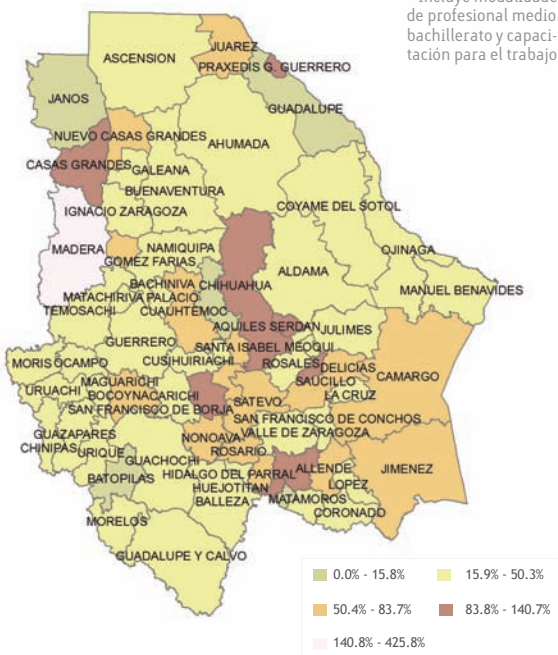 Incluye modalidade
de profesional medio
bachillerato y capaci-
tación para el trabajo
JUAREZ
ASCENSION
PRAXEDIS G. GUERRERO
JANOS
GUADALUPE
NUEVO CASAS GRANDES
AHUMADA
CASAS GRANDES
GALEANA
BUENAVENTURA
COYAME DEL SOTOL
IGNACIO ZARAGOZA
MADERA
NAMIQUIPA
OJINAGA
GOMEZ FARIAS
ALDAMA
BACHINIVA
CHIHUAHUA
MANUEL BENAVIDES
MATACHI
RIVA PALACIO
TEMOSACHI
CUAUHTEMOC
AQUILES SERDAN
JULIMES
GUERRERO
SANTA ISABEL
MEOQUI
MORIS
OCAMPO
CUSIHUIRIACHI
ROSALES
DELICIAS
CAMARGO
MAGUARICHI
SAUCILLO
URUACHI
BOCOYNA
CARICHI
SATEVO
LA CRUZ
SAN FRANCISCO DE BORJA
SAN FRANCISCO DE CONCHOS
GUAZAPARES
NONOAVA
VALLE DE ZARAGOZA
CHINIPAS
URIQUE
ROSARIO
GUACHOCHI
HIDALGO DEL PARRAL
ALLENDE
JIMENEZ
BATOPILAS
HUEJOTITAN
LOPEZ
BALLEZA
MATAMOROS
CORONADO
MORELOS
GUADALUPE Y CALVO
0.0% - 15.8%
15.9% - 50.3%
50.4% - 83.7%
83.8% - 140.7%
140.8% - 425.8%